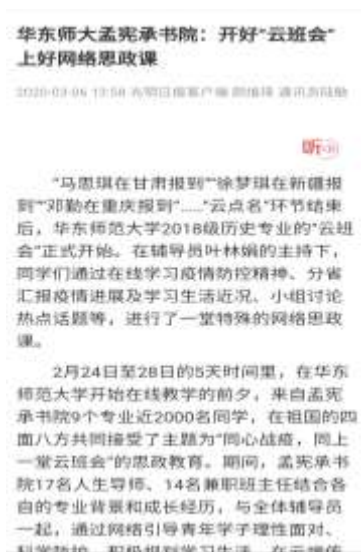 华东师大孟宪承书院：开好“云班会”
上好网络思政课
2020-03-06 13:58 光明日报客户端
听
“马思琪在甘肃报到”“徐梦琪在新疆报
到”“邓勤在重庆报到”……“云点名”环节结束
后，华东师范大学2018级历史专业的“云班
会”正式开始。在辅导员叶林娟的主持下，
同学们通过在线学习疫情防控精神、分省
汇报疫情进展及学习生活近况、小组讨论
热点话题等，进行了一堂特殊的网络思政
课。
2月24日至28日的5天时间里，在华东
师范大学开始在线教学的前夕，来自孟宪
承书院9个专业近2000名同学，在祖国的四
面八方共同接受了主题为“同心战疫，同上
一堂云班会”的思政教育。期间，孟宪承书
院17名人生导师、14名兼职班主任结合各
自的专业背景和成长经历，与全体辅导员
一起，通过网络引导青年学子理性面对、